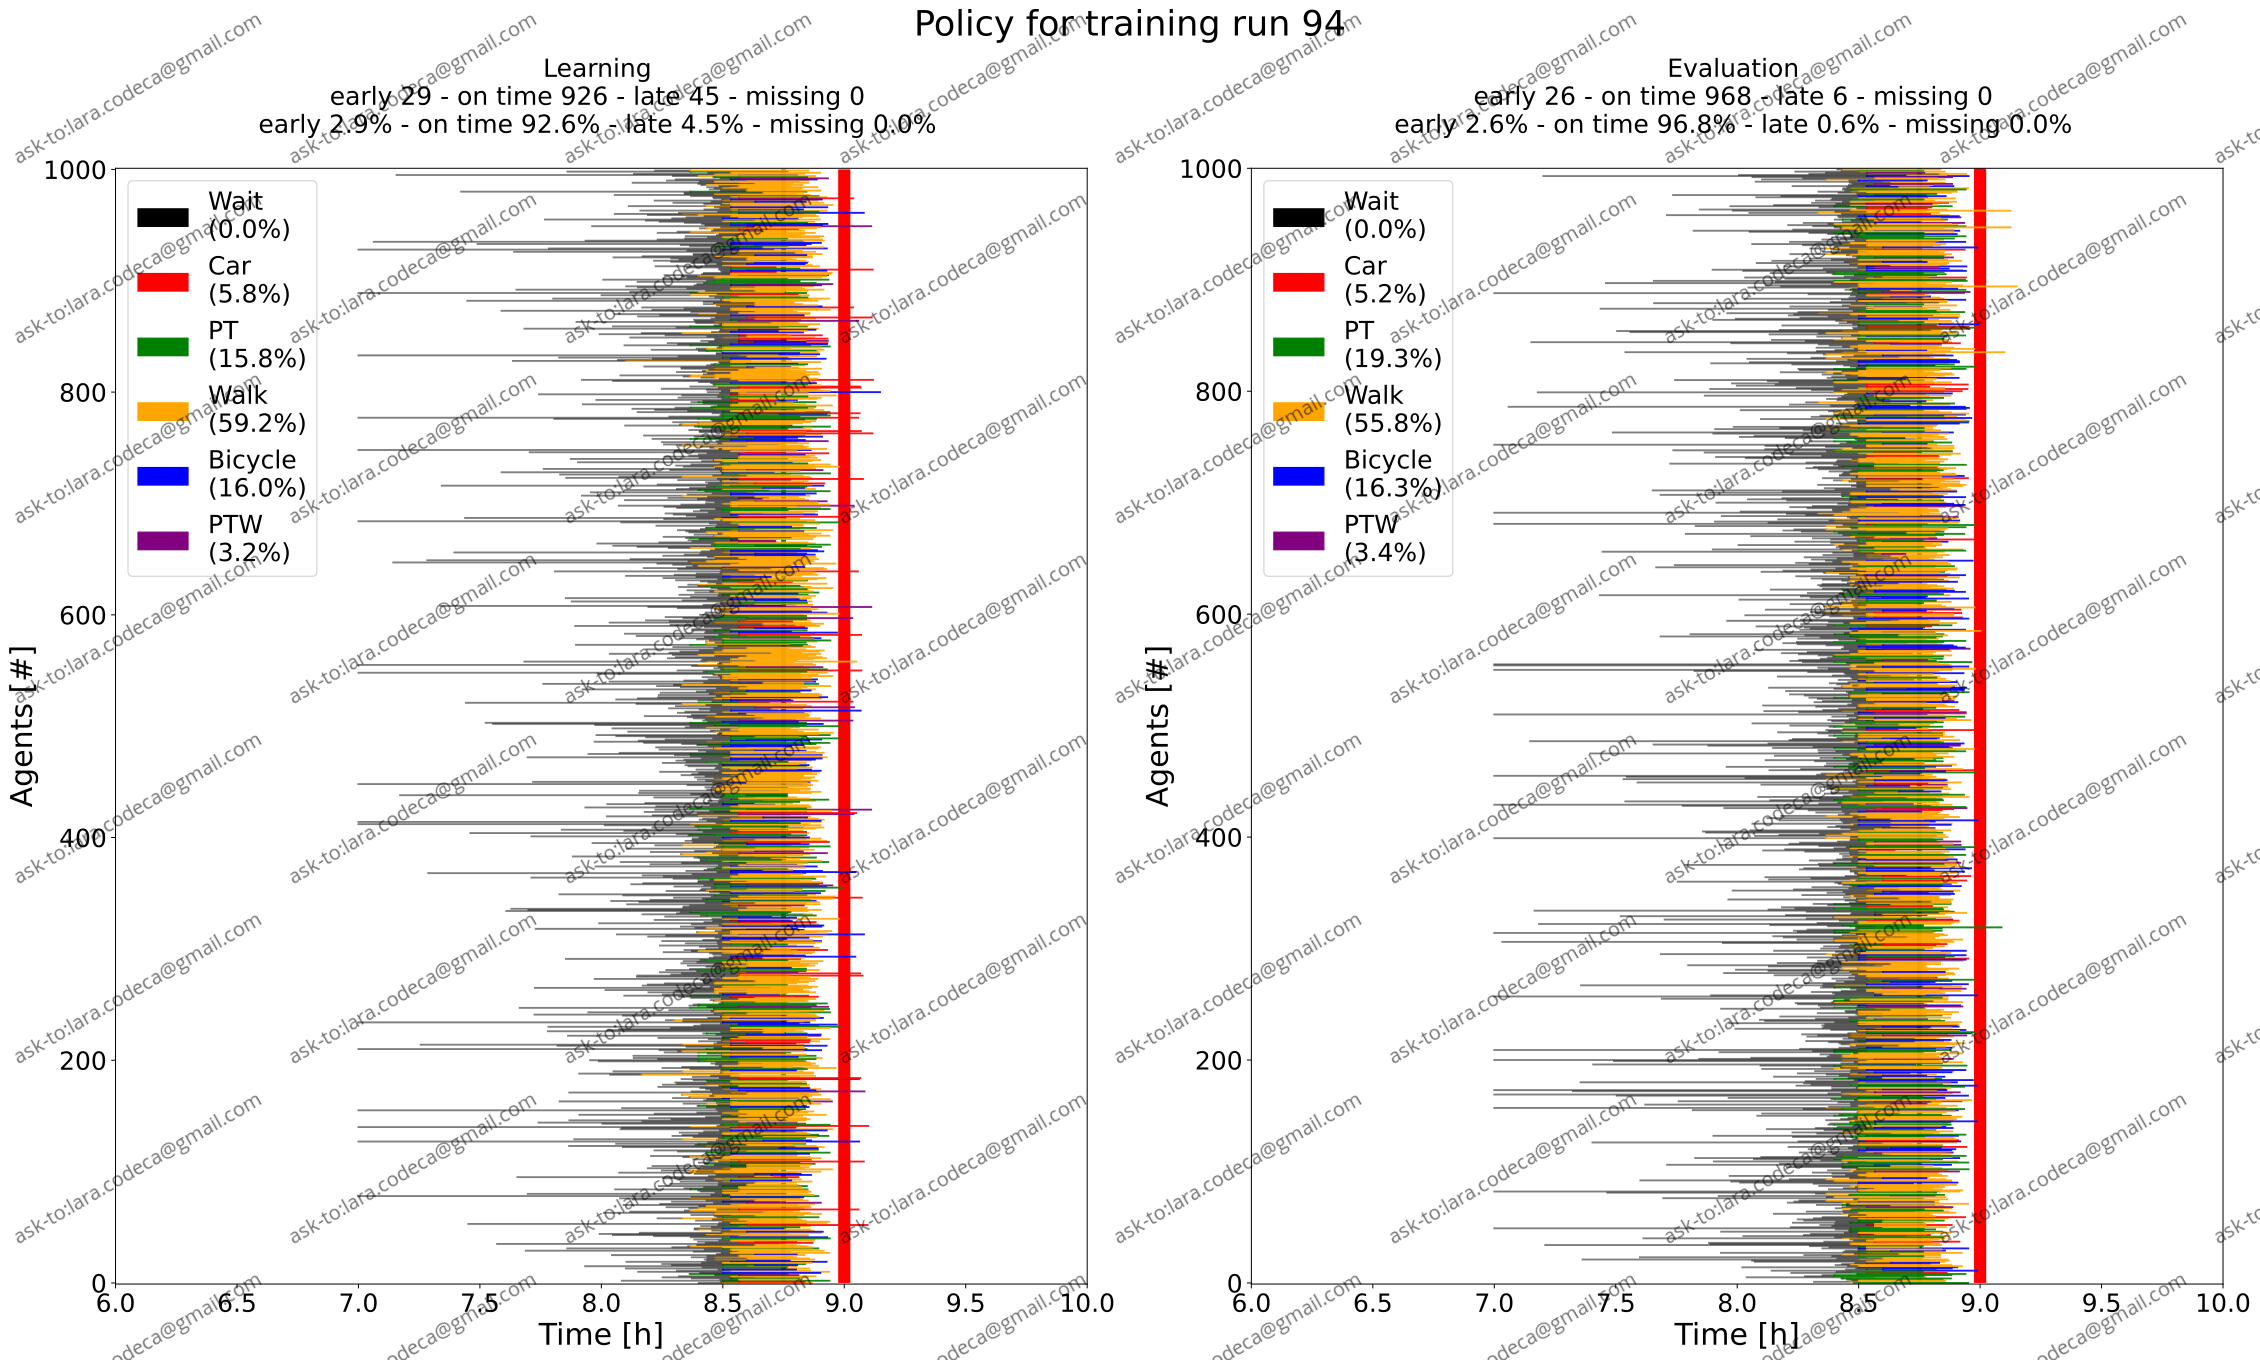 Policy for training run 94
Learning
early 29 - on time 926 - late 45 - missing 0
early 2.9% - on time 92.6% - late 4.5% - missing 0.0%
1000
800
600
400
200
0
Agents [#]
Wait
(0.0%)
Car
(5.8%)
PT
(15.8%)
Walk
(59.2%)
Bicycle
(16.0%)
PTW
(3.2%)
6.0 6.5 7.0 7.5 8.0 8.5 9.0 9.5 10.0
Time [h]
Evaluation
early 26 - on time 968 - late 6 - missing 0
early 2.6% - on time 96.8% - late 0.6% - missing 0.0%
1000
800
600
400
200
0
Agents [#]
Wait
(0.0%)
Car
(5.2%)
PT
(19.3%)
Walk
(55.8%)
Bicycle
(16.3%)
PTW
(3.4%)
6.0 6.5 7.0 7.5 8.0 8.5 9.0 9.5 10.0
Time [h]
ask-to:lara.codeca@gmail.com